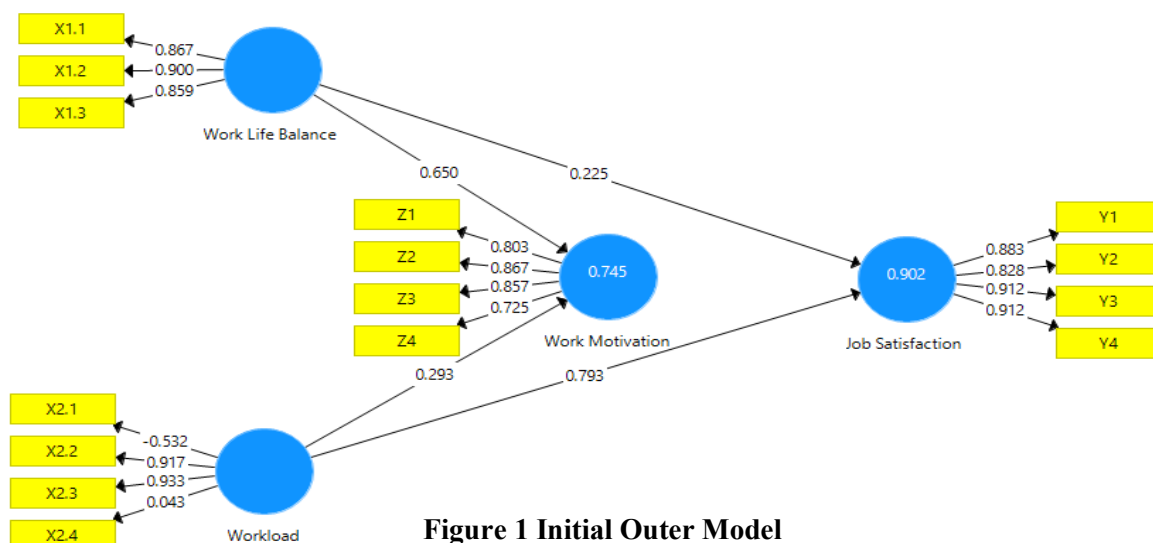 X1.1
0.867
X1.2
0.900
X1.3
0.859
Work Life Balance
0.650
0.225
Z1
0.803
Z2
0.867
Z3
0.857
Z4
0.725
0.745
Work Motivation
0.902
Job Satisfaction
Y1
0.883
Y2
0.828
Y3
0.912
Y4
0.912
0.293
0.793
X2.1
-0.532
X2.2
0.917
X2.3
0.933
X2.4
0.043
Workload
Figure 1 Initial Outer Model